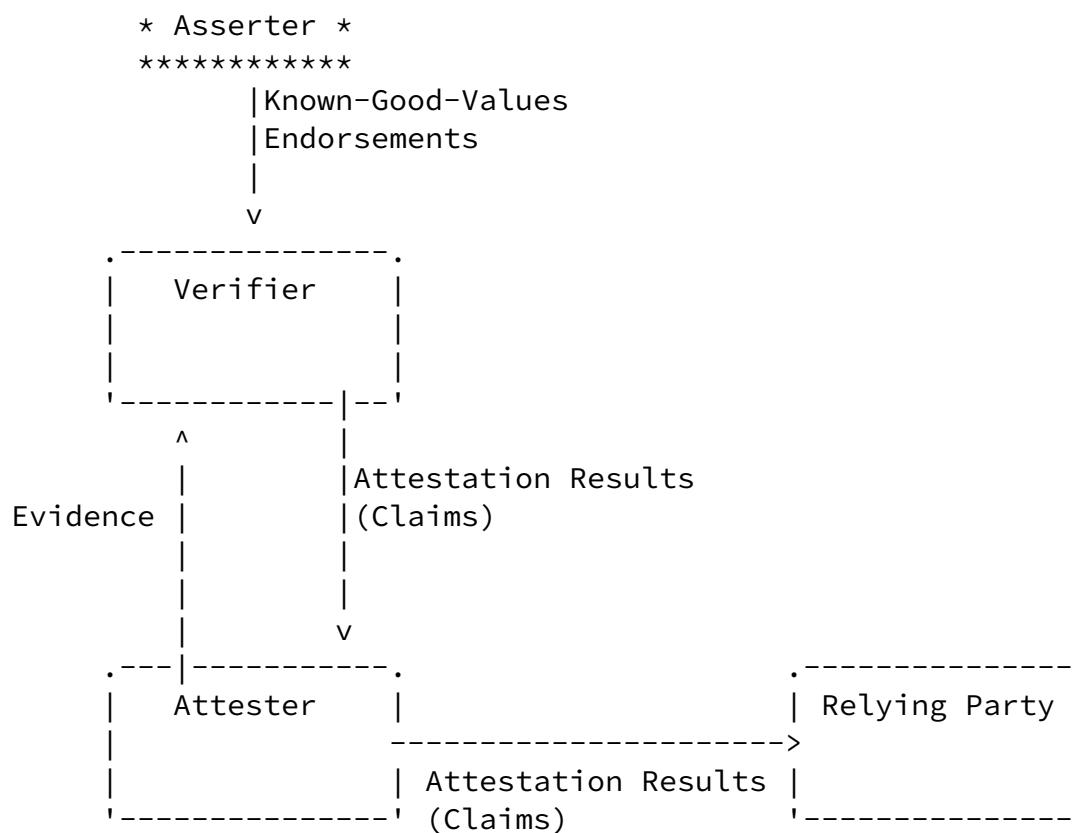 * Asserter *
************
|Known-Good-Values
|Endorsements
|
v
.---------------.
| Verifier |
| |
| |
'------------|--'
^ |
| |Attestation Results
Evidence | |(Claims)
| |
| |
| v
.---|-----------. .---------------
| Attester | | Relying Party
| ---------------------->
| | Attestation Results |
'---------------' (Claims) '---------------